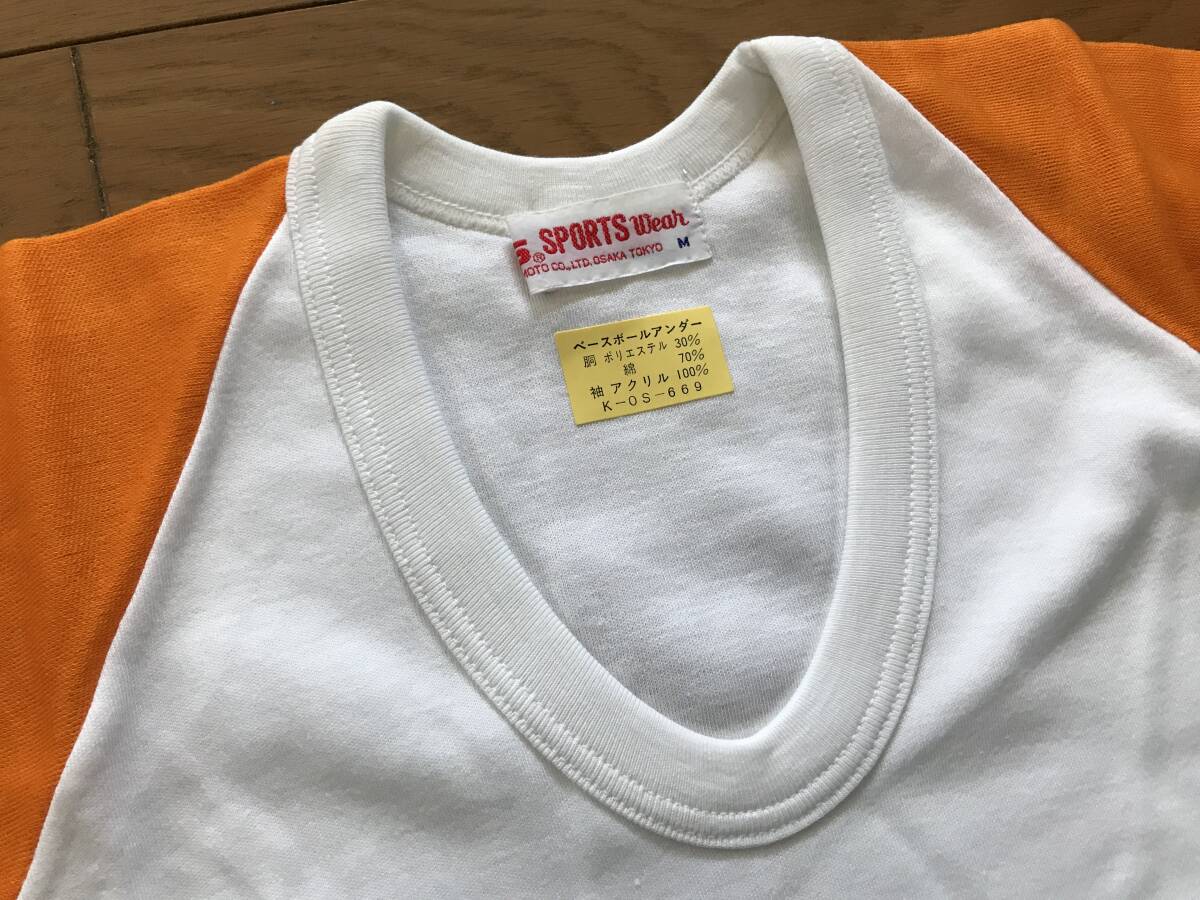 S® SPORTS Wear
MOTO CO.,LTD. OSAKA TOKYO M
ベースボールアンダー
胴 ポリエステル 30%
綿 70%
袖 アクリル 100%
K-OS-669